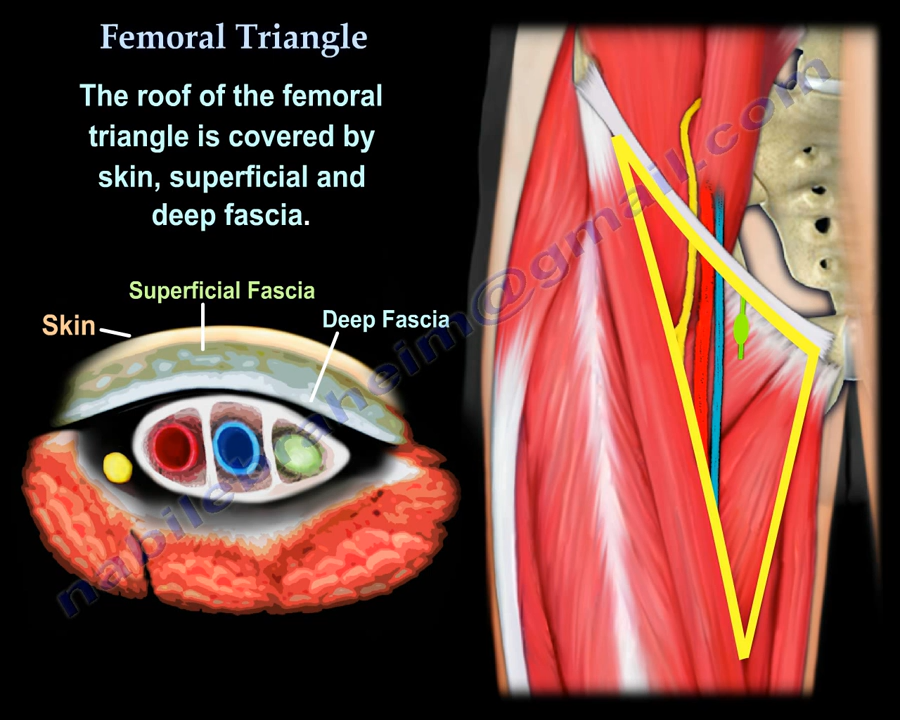 Femoral Triangle
The roof of the femoral
triangle is covered by
skin, superficial and
deep fascia.
Superficial Fascia
Skin
Deep Fascia